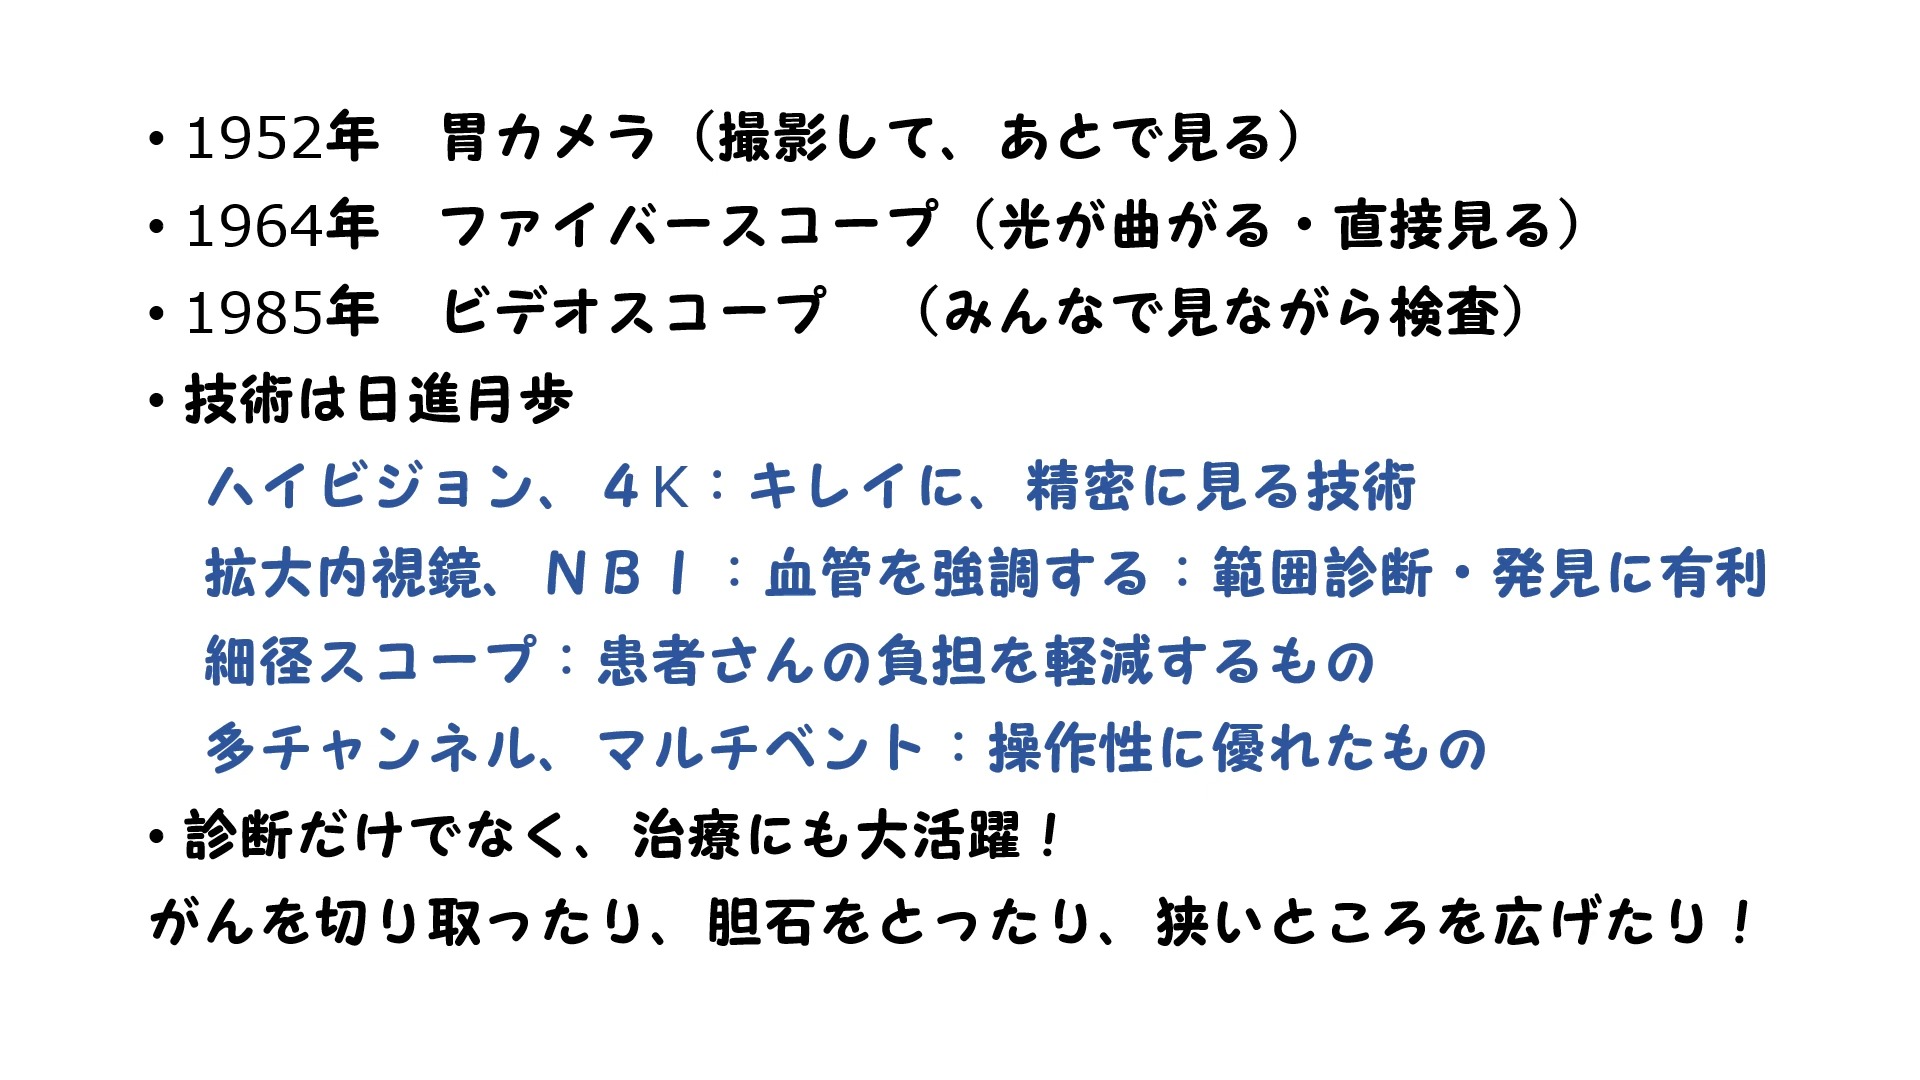 • 1952年　胃カメラ（撮影して、あとで見る）
• 1964年　ファイバースコープ（光が曲がる・直接見る）
• 1985年　ビデオスコープ　（みんなで見ながら検査）
• 技術は日進月歩
ハイビジョン、４K：キレイに、精密に見る技術
拡大内視鏡、ＮＢＩ：血管を強調する：範囲診断・発見に有利
細径スコープ：患者さんの負担を軽減するもの
多チャンネル、マルチベント：操作性に優れたもの
• 診断だけでなく、治療にも大活躍！
がんを切り取ったり、胆石をとったり、狭いところを広げたり！